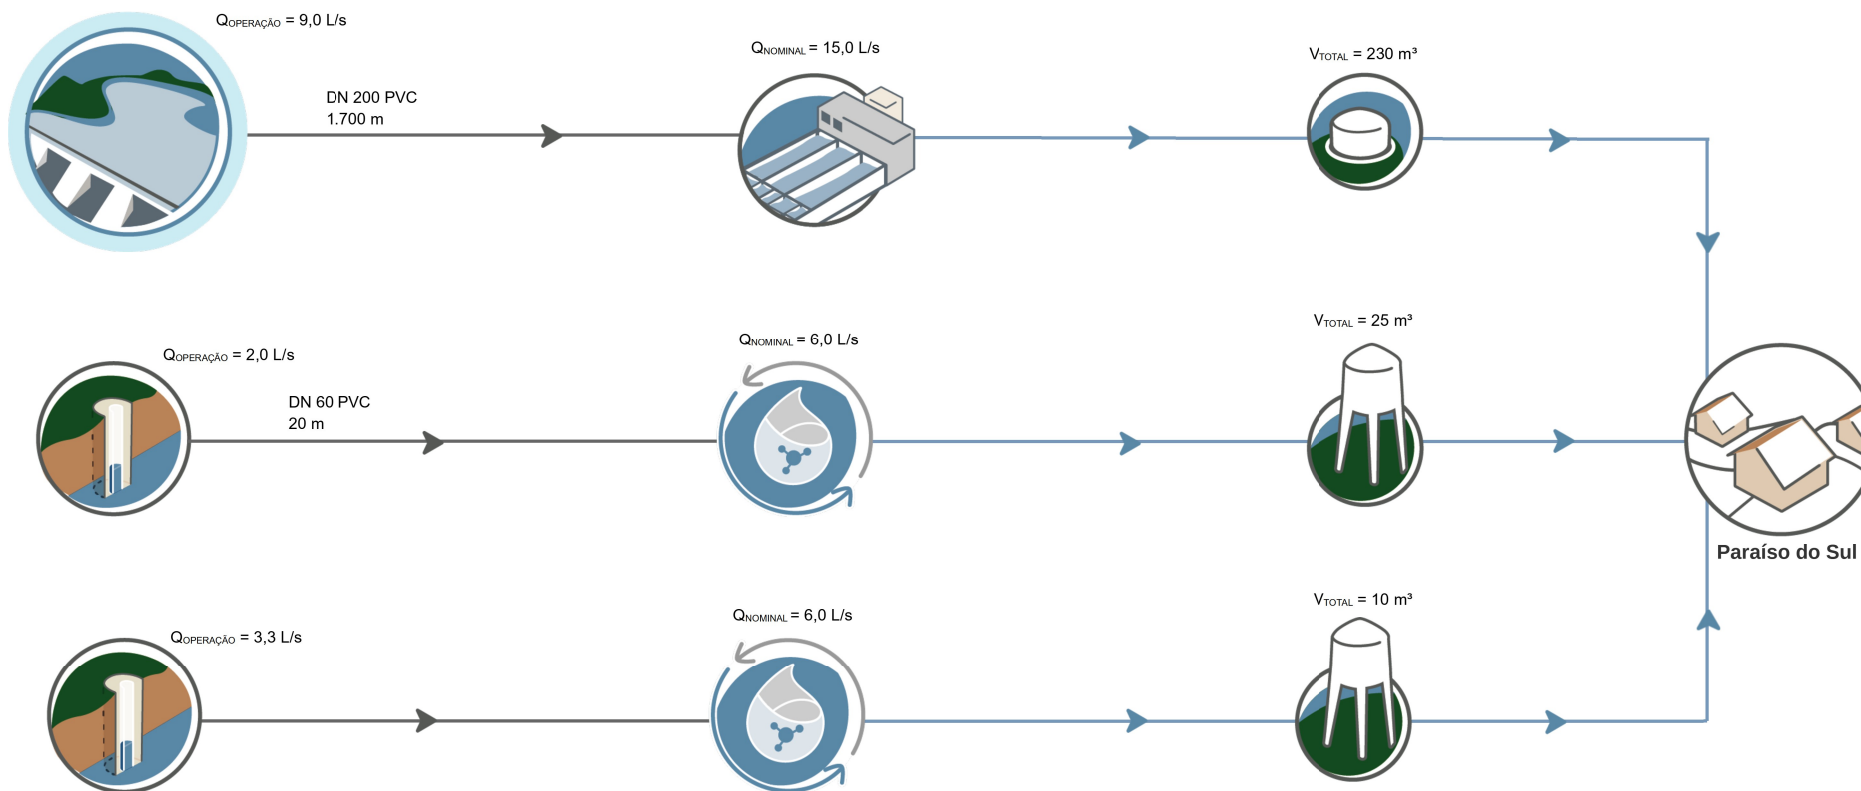 QOPERAÇÃO = 9,0 L/s
QNOMINAL = 15,0 L/s
VTOTAL = 230 m³
DN 200 PVC
1.700 m
VTOTAL = 25 m³
QOPERAÇÃO = 2,0 L/s
QNOMINAL = 6,0 L/s
DN 60 PVC
20 m
Paraíso do Sul
VTOTAL = 10 m³
QOPERAÇÃO = 3,3 L/s
QNOMINAL = 6,0 L/s